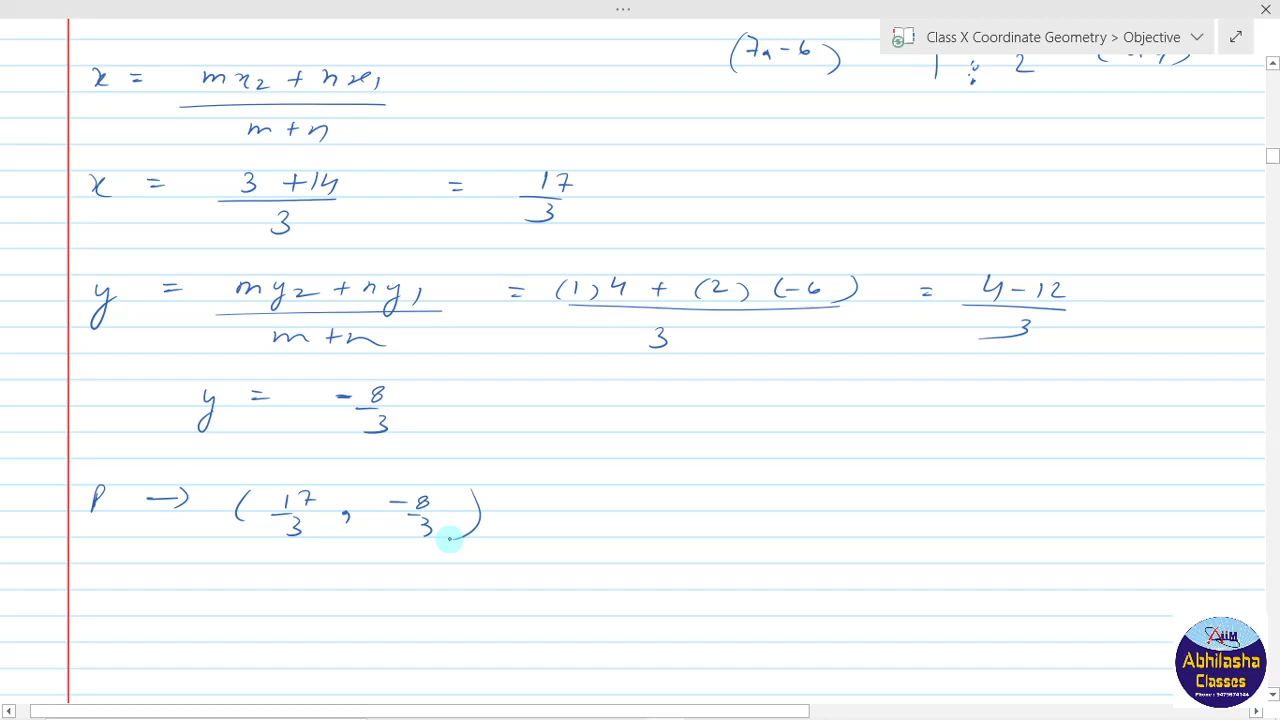 ...
Class X Coordinate Geometry > Objective
(7, -6)
1 : 2
x = mx₂ + nx₁ / m + n
x = 3 + 14 / 3 = 17 / 3
y = my₂ + ny₁ / m + n = (1)4 + (2)(-6) / 3 = 4 - 12 / 3
y = -8/3
P → (17/3, -8/3)
AIM
Abhilasha
Classes